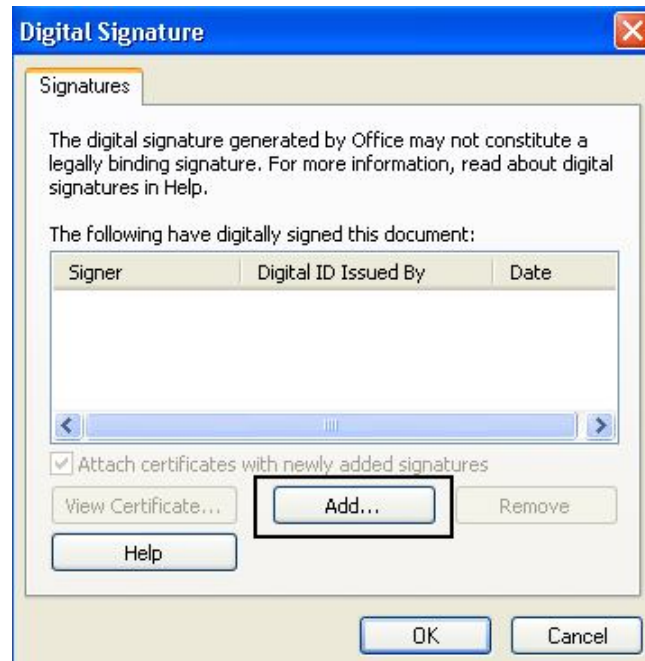 Digital Signature
Signatures
The digital signature generated by Office may not constitute a
legally binding signature. For more information, read about digital
signatures in Help.
The following have digitally signed this document:
Signer Digital ID Issued By Date
Attach certificates with newly added signatures
View Certificate... Add... Remove
Help
OK Cancel